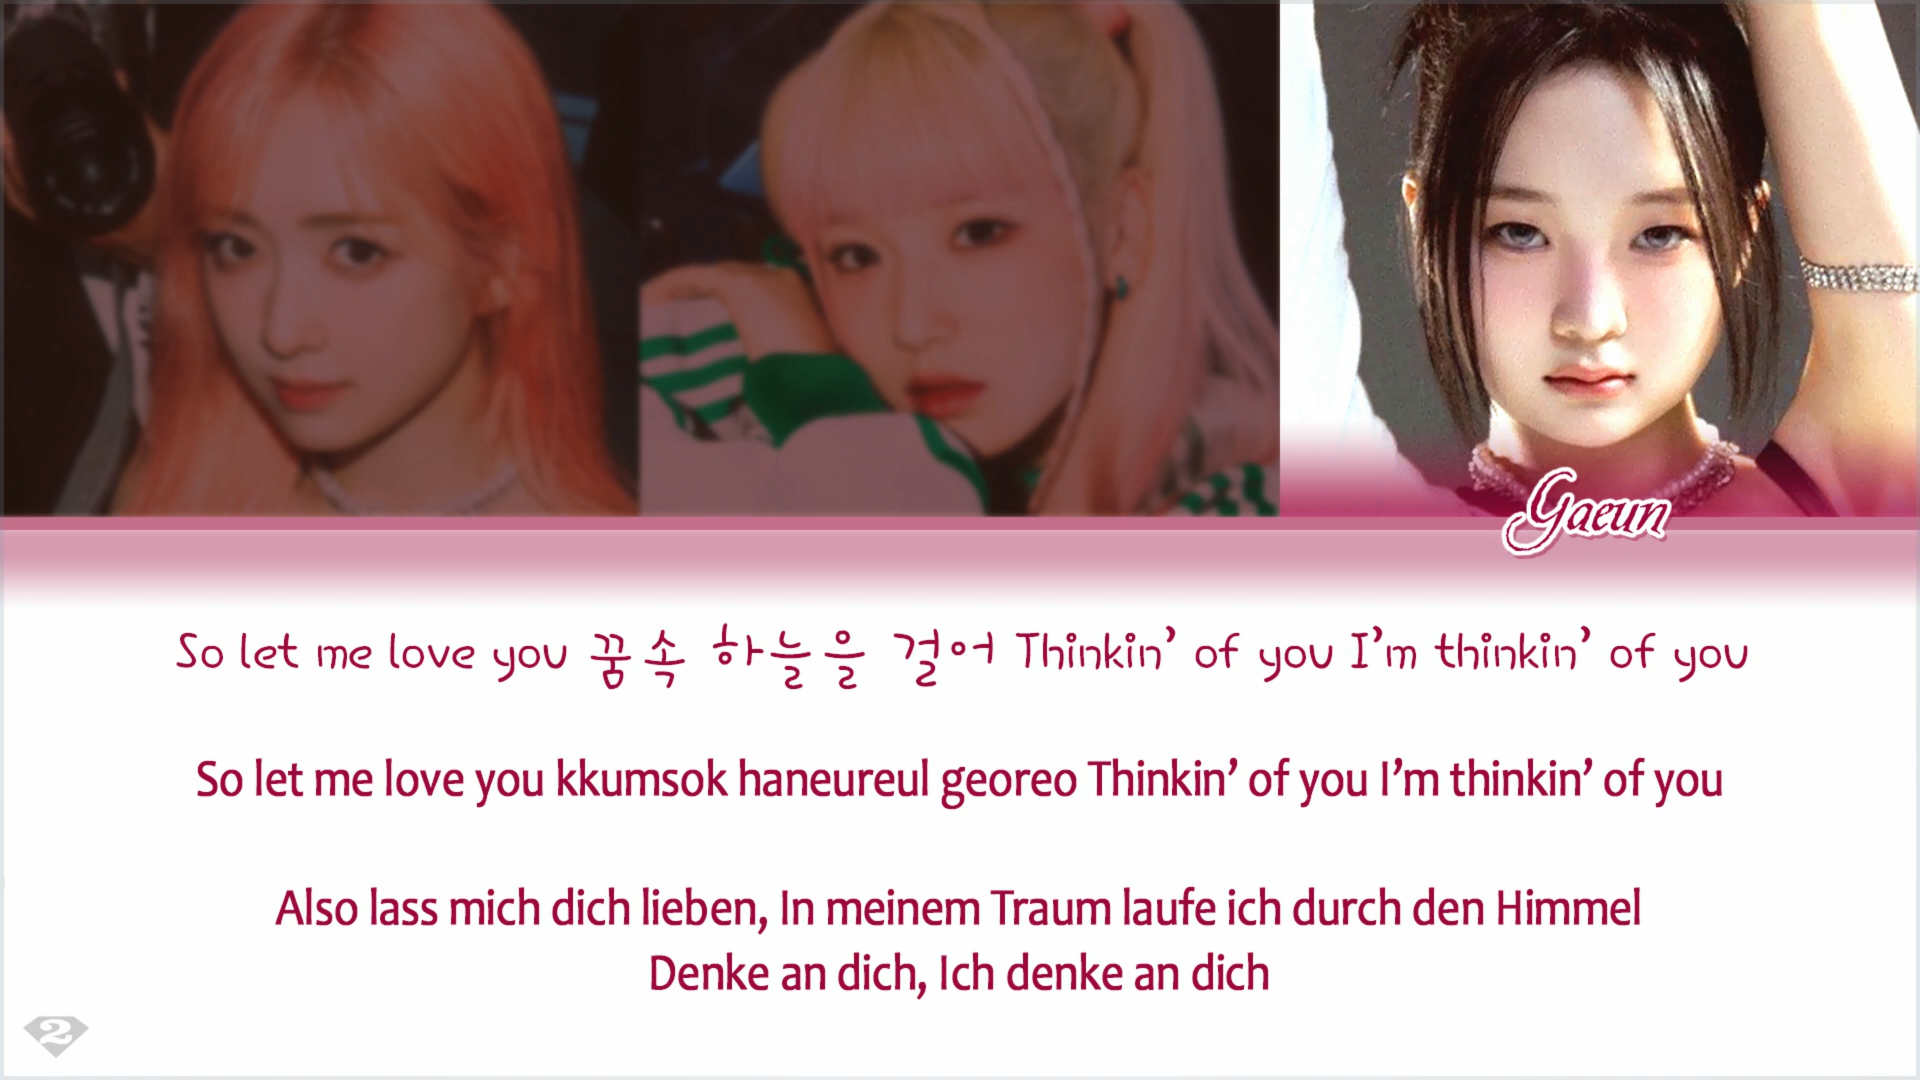 Gaeun
So let me love you 꿈속 하늘을 걸어 Thinkin’ of you I’m thinkin’ of you
So let me love you kkumsok haneureul georeo Thinkin’ of you I’m thinkin’ of you
Also lass mich dich lieben, In meinem Traum laufe ich durch den Himmel
Denke an dich, Ich denke an dich
2